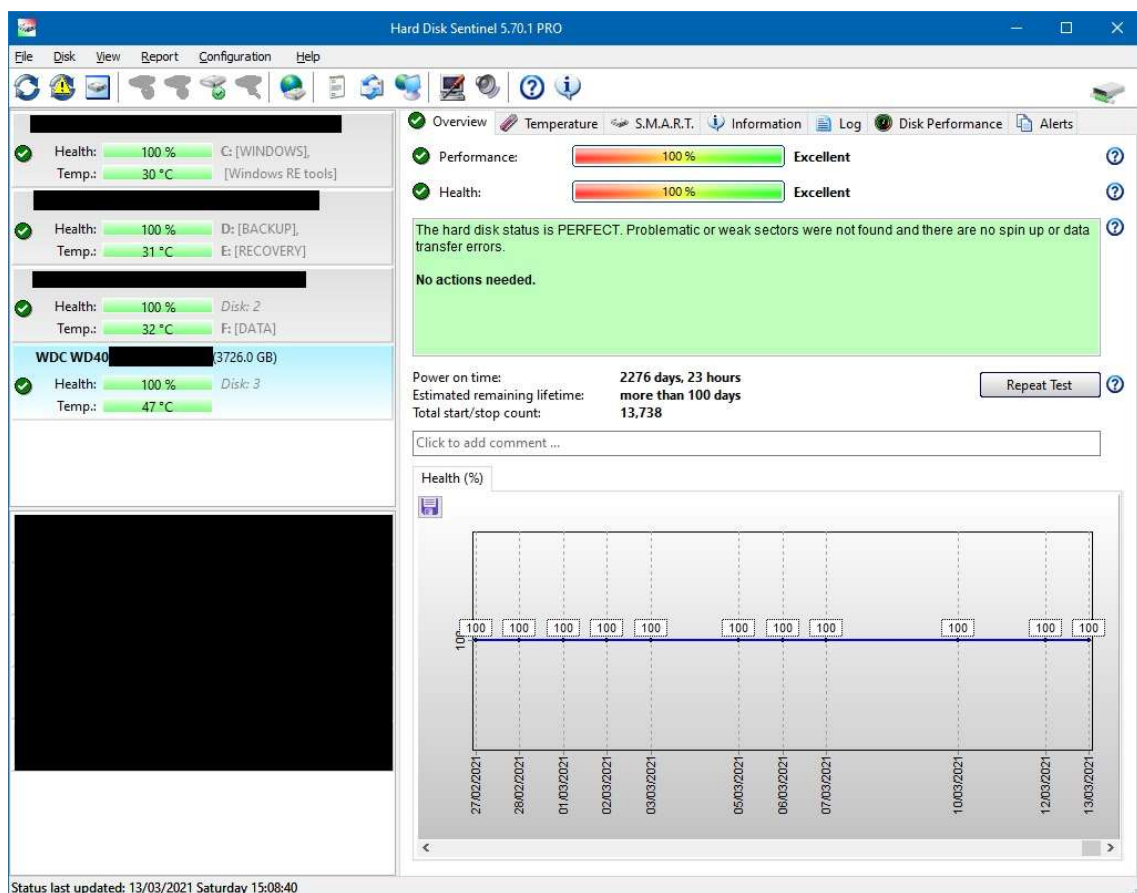 Hard Disk Sentinel 5.70.1 PRO
File Disk View Report Configuration Help
Health: 100 % C: [WINDOWS],
Temp.: 30 °C [Windows RE tools]
Health: 100 % D: [BACKUP],
Temp.: 31 °C E: [RECOVERY]
Health: 100 % Disk: 2
Temp.: 32 °C F: [DATA]
WDC WD40 (3726.0 GB)
Health: 100 % Disk: 3
Temp.: 47 °C
Overview Temperature S.M.A.R.T. Information Log Disk Performance Alerts
Performance: 100 % Excellent
Health: 100 % Excellent
The hard disk status is PERFECT. Problematic or weak sectors were not found and there are no spin up or data
transfer errors.
No actions needed.
Power on time: 2276 days, 23 hours
Estimated remaining lifetime: more than 100 days
Total start/stop count: 13,738
Repeat Test
Click to add comment ...
Health (%)
100
100 100 100 100 100 100 100 100 100 100 100
27/02/2021 28/02/2021 01/03/2021 02/03/2021 03/03/2021 05/03/2021 06/03/2021 07/03/2021 10/03/2021 12/03/2021 13/03/2021
Status last updated: 13/03/2021 Saturday 15:08:40